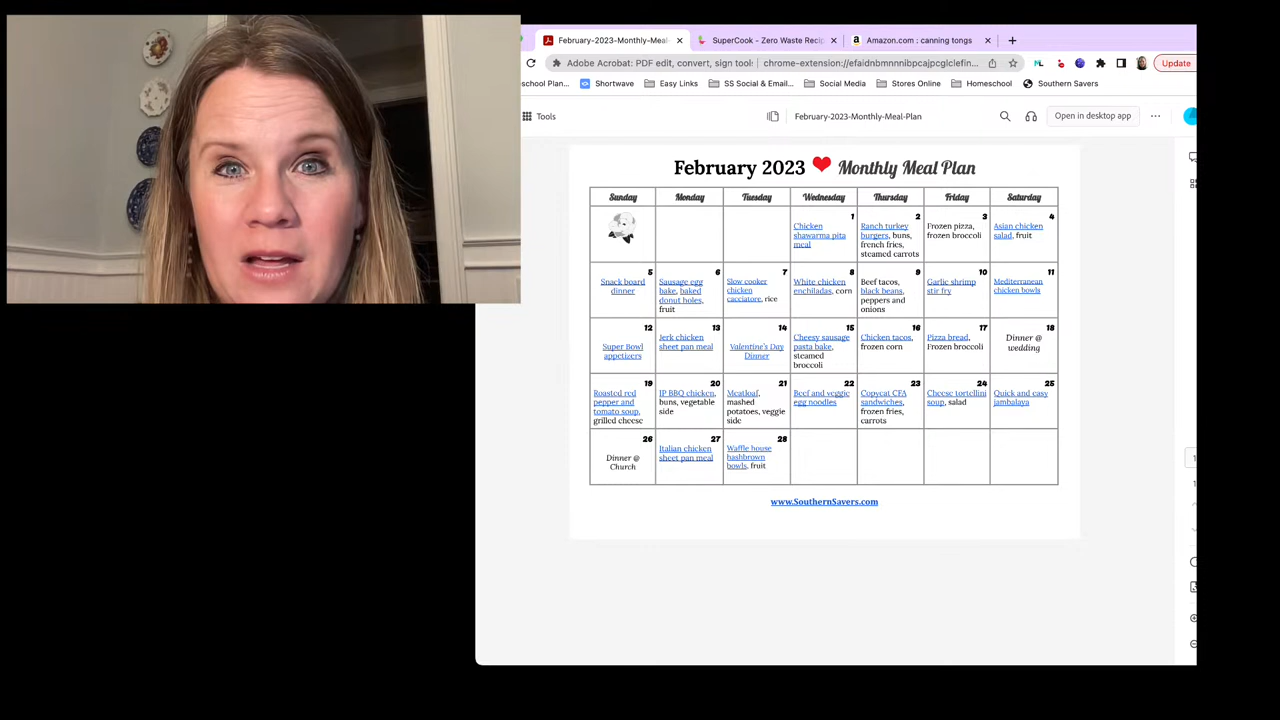 February-2023-Monthly-Meal-
SuperCook - Zero Waste Recip
Amazon.com : canning tongs
Adobe Acrobat: PDF edit, convert, sign tools
chrome-extension://efaidnbmnnnibpcajpcglclefin...
Update
school Plan...
Shortwave
Easy Links
SS Social & Email...
Social Media
Stores Online
Homeschool
Southern Savers
Tools
February-2023-Monthly-Meal-Plan
Open in desktop app
February 2023 ❤ Monthly Meal Plan
Sunday Monday Tuesday Wednesday Thursday Friday Saturday
1
Chicken
shawarma pita
meal
2
Ranch turkey
burgers, buns,
french fries,
steamed carrots
3
Frozen pizza,
frozen broccoli
4
Asian chicken
salad, fruit
5
Snack board
dinner
6
Sausage egg
bake, baked
donut holes,
fruit
7
Slow cooker
chicken
cacciatore, rice
8
White chicken
enchiladas, corn
9
Beef tacos,
black beans,
peppers and
onions
10
Garlic shrimp
stir fry
11
Mediterranean
chicken bowls
12
Super Bowl
appetizers
13
Jerk chicken
sheet pan meal
14
Valentine's Day
Dinner
15
Cheesy sausage
pasta bake,
steamed
broccoli
16
Chicken tacos,
frozen corn
17
Pizza bread,
Frozen broccoli
18
Dinner @
wedding
19
Roasted red
pepper and
tomato soup,
grilled cheese
20
IP BBQ chicken,
buns, vegetable
side
21
Meatloaf,
mashed
potatoes, veggie
side
22
Beef and veggie
egg noodles
23
Copycat CFA
sandwiches,
frozen fries,
carrots
24
Cheese tortellini
soup, salad
25
Quick and easy
jambalaya
26
Dinner @
Church
27
Italian chicken
sheet pan meal
28
Waffle house
hashbrown
bowls, fruit
www.SouthernSavers.com